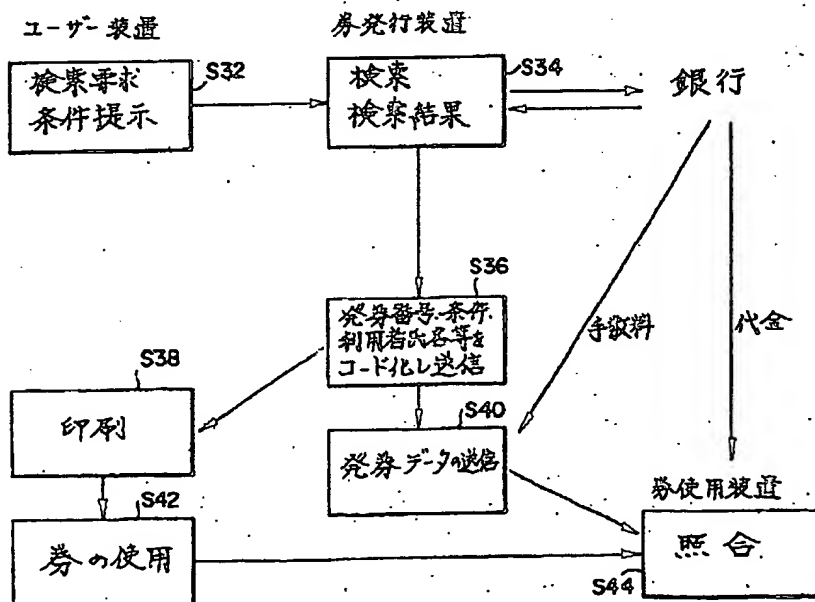 ユーザー装置
券発行装置
S32
検索要求
条件提示
S34
検索
検索結果
銀行
S36
発券番号.条件.
利用者氏名等を
コード化し送信
手数料
代金
S38
印刷
S40
発券データの送信
券使用装置
S42
券の使用
照合
S44